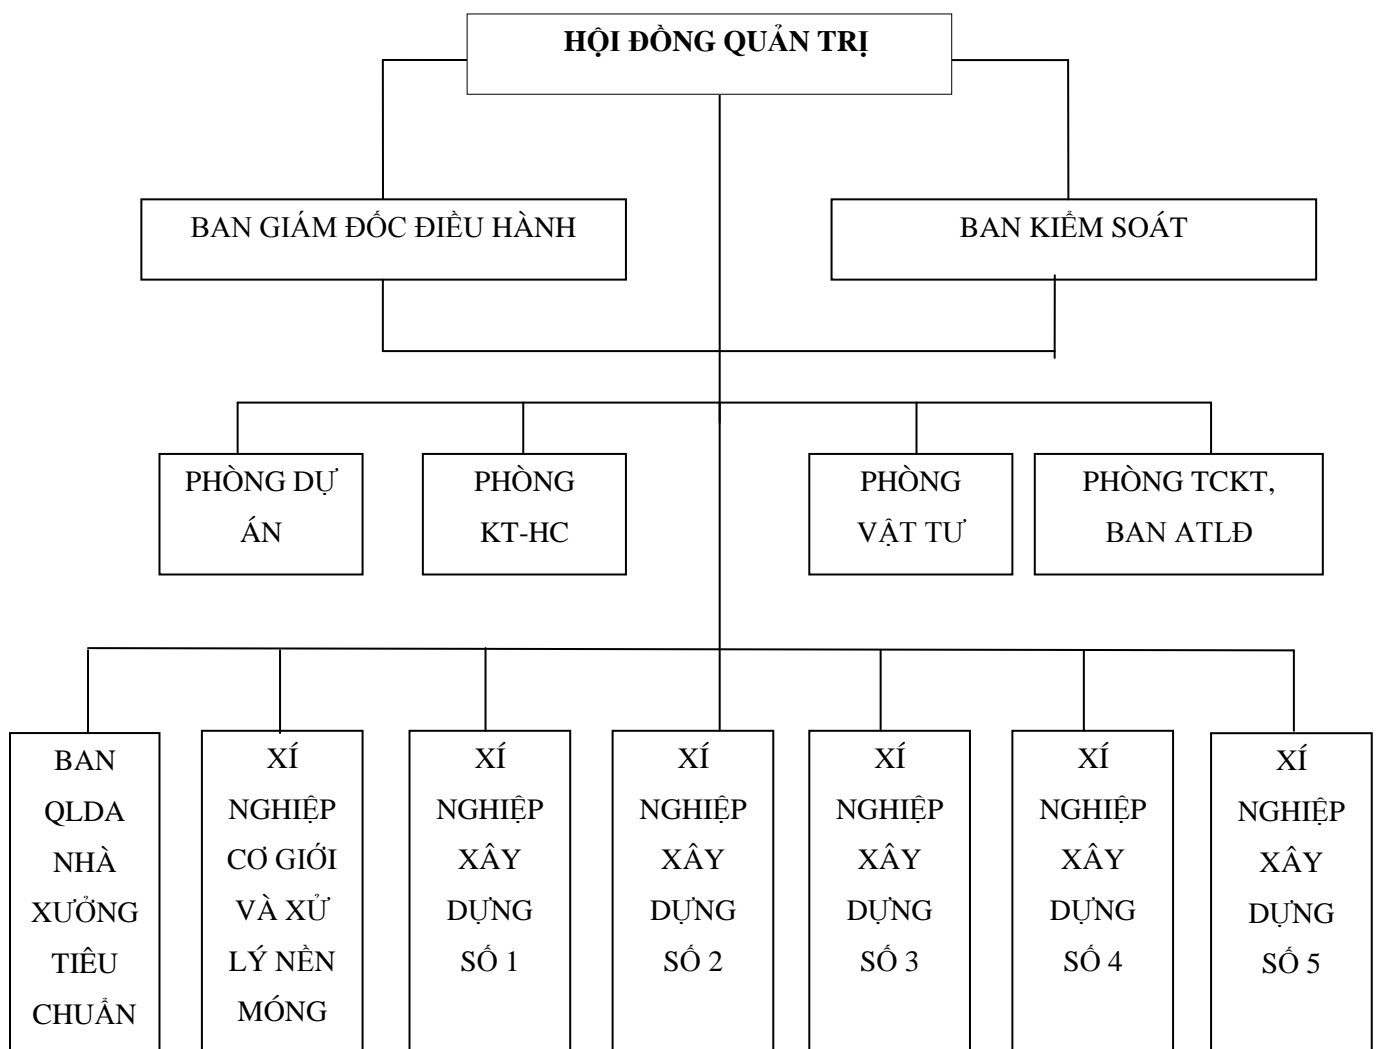 HỘI ĐỒNG QUẢN TRỊ
BAN GIÁM ĐỐC ĐIỀU HÀNH
BAN KIỂM SOÁT
PHÒNG DỰ
ÁN
PHÒNG
KT-HC
PHÒNG
VẬT TƯ
PHÒNG TCKT,
BAN ATLĐ
BAN
QLDA
NHÀ
XƯỞNG
TIÊU
CHUẨN
XÍ
NGHIỆP
CƠ GIỚI
VÀ XỬ
LÝ NỀN
MÓNG
XÍ
NGHIỆP
XÂY
DỰNG
SỐ 1
XÍ
NGHIỆP
XÂY
DỰNG
SỐ 2
XÍ
NGHIỆP
XÂY
DỰNG
SỐ 3
XÍ
NGHIỆP
XÂY
DỰNG
SỐ 4
XÍ
NGHIỆP
XÂY
DỰNG
SỐ 5